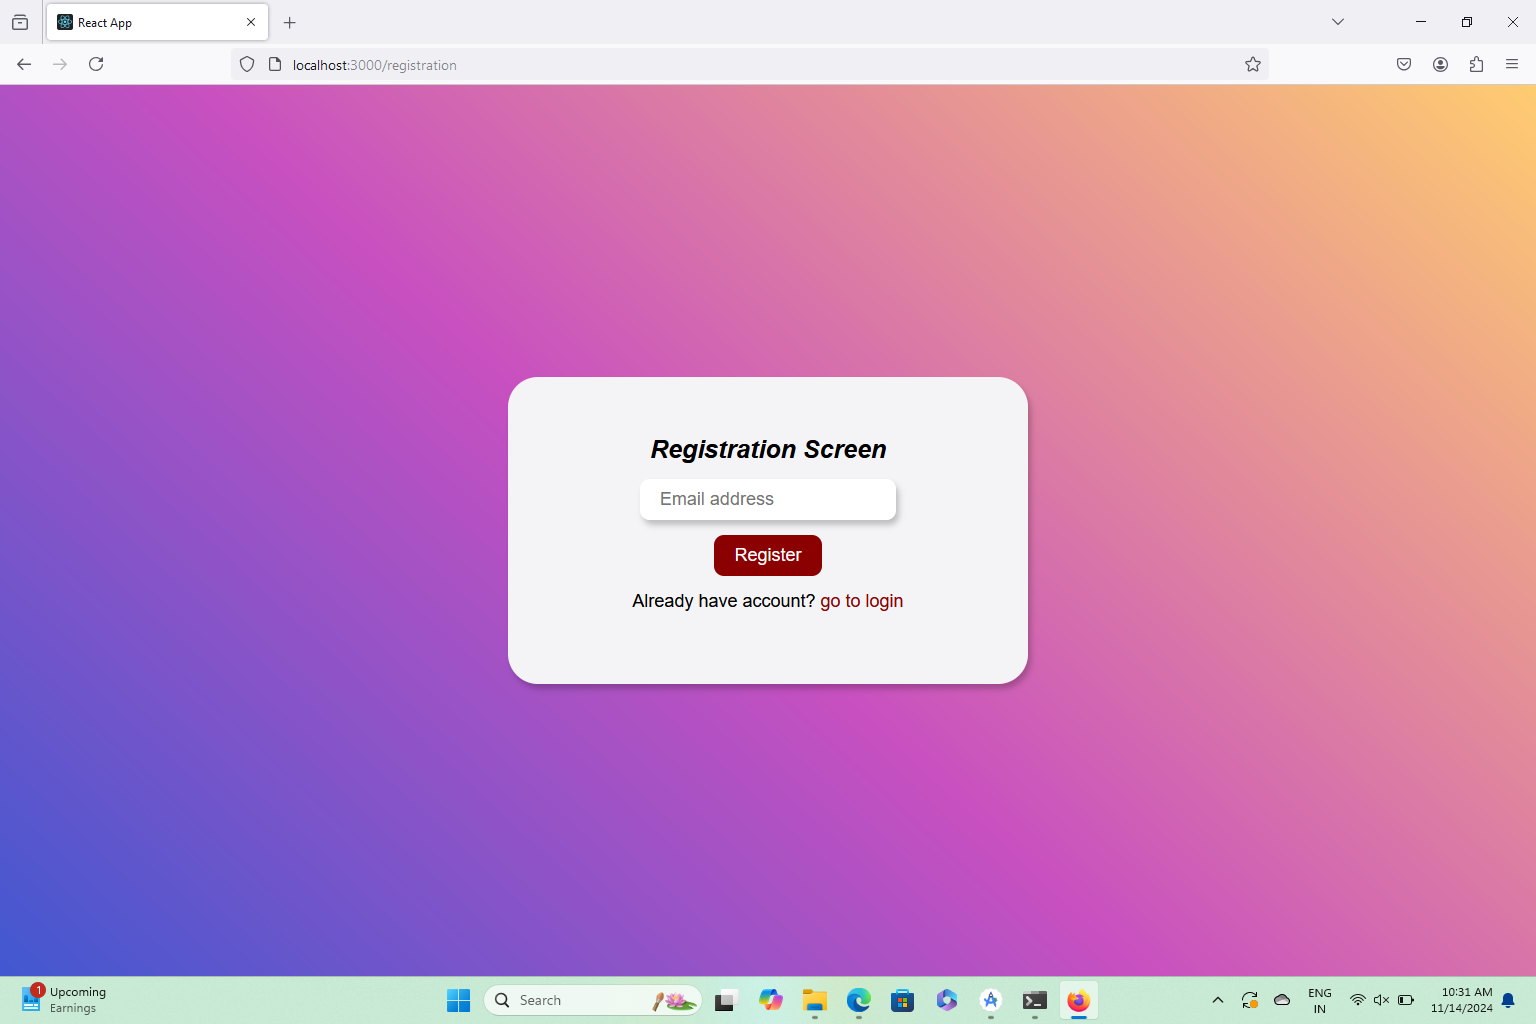 React App
localhost:3000/registration
Registration Screen
Email address
Register
Already have account? go to login
1
Upcoming
Earnings
Search
ENG
IN
10:31 AM
11/14/2024